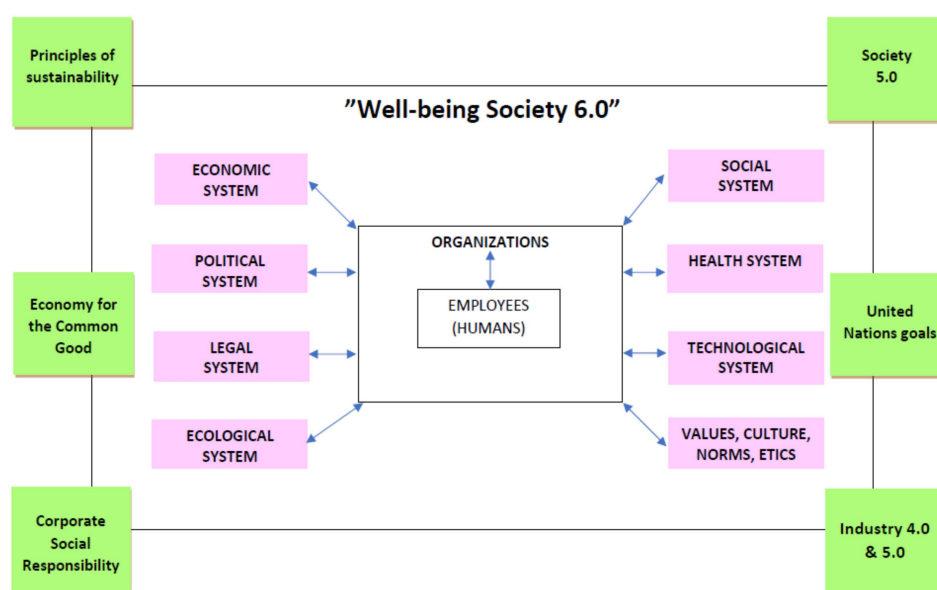 Principles of
sustainability
Society
5.0
”Well-being Society 6.0”
ECONOMIC
SYSTEM
SOCIAL
SYSTEM
ORGANIZATIONS
POLITICAL
SYSTEM
HEALTH SYSTEM
EMPLOYEES
(HUMANS)
Economy for
the Common
Good
United
Nations goals
LEGAL
SYSTEM
TECHNOLOGICAL
SYSTEM
ECOLOGICAL
SYSTEM
VALUES, CULTURE,
NORMS, ETICS
Corporate
Social
Responsibility
Industry 4.0
& 5.0